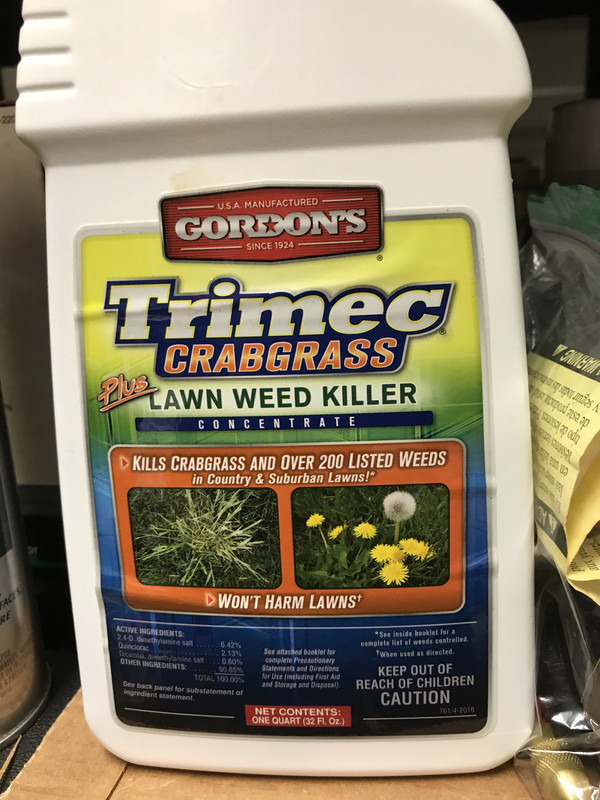 U.S.A. MANUFACTURED
GORDON'S
SINCE 1924
®
Trimec®
CRABGRASS
Plus LAWN WEED KILLER
CONCENTRATE
KILLS CRABGRASS AND OVER 200 LISTED WEEDS
in Country & Suburban Lawns!*
WON'T HARM LAWNS†
ACTIVE INGREDIENTS:
2,4-D, dimethylamine salt ..... 6.42%
Quinclorac ..... 2.13%
Dicamba, dimethylamine salt ... 0.60%
OTHER INGREDIENTS: 90.85%
TOTAL 100.00%
See back panel for substatement of
ingredient statement.
See attached booklet for
complete Precautionary
Statements and Directions
for Use (including First Aid
and Storage and Disposal).
*See inside booklet for a
complete list of weeds controlled.
†When used as directed.
KEEP OUT OF
REACH OF CHILDREN
CAUTION
761/4-2016
NET CONTENTS:
ONE QUART (32 Fl. Oz.)
WARNING